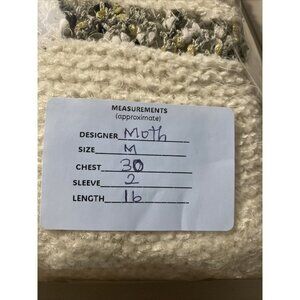 MEASUREMENTS
(approximate)
DESIGNER Moth
SIZE M
CHEST 30
SLEEVE 2
LENGTH 16